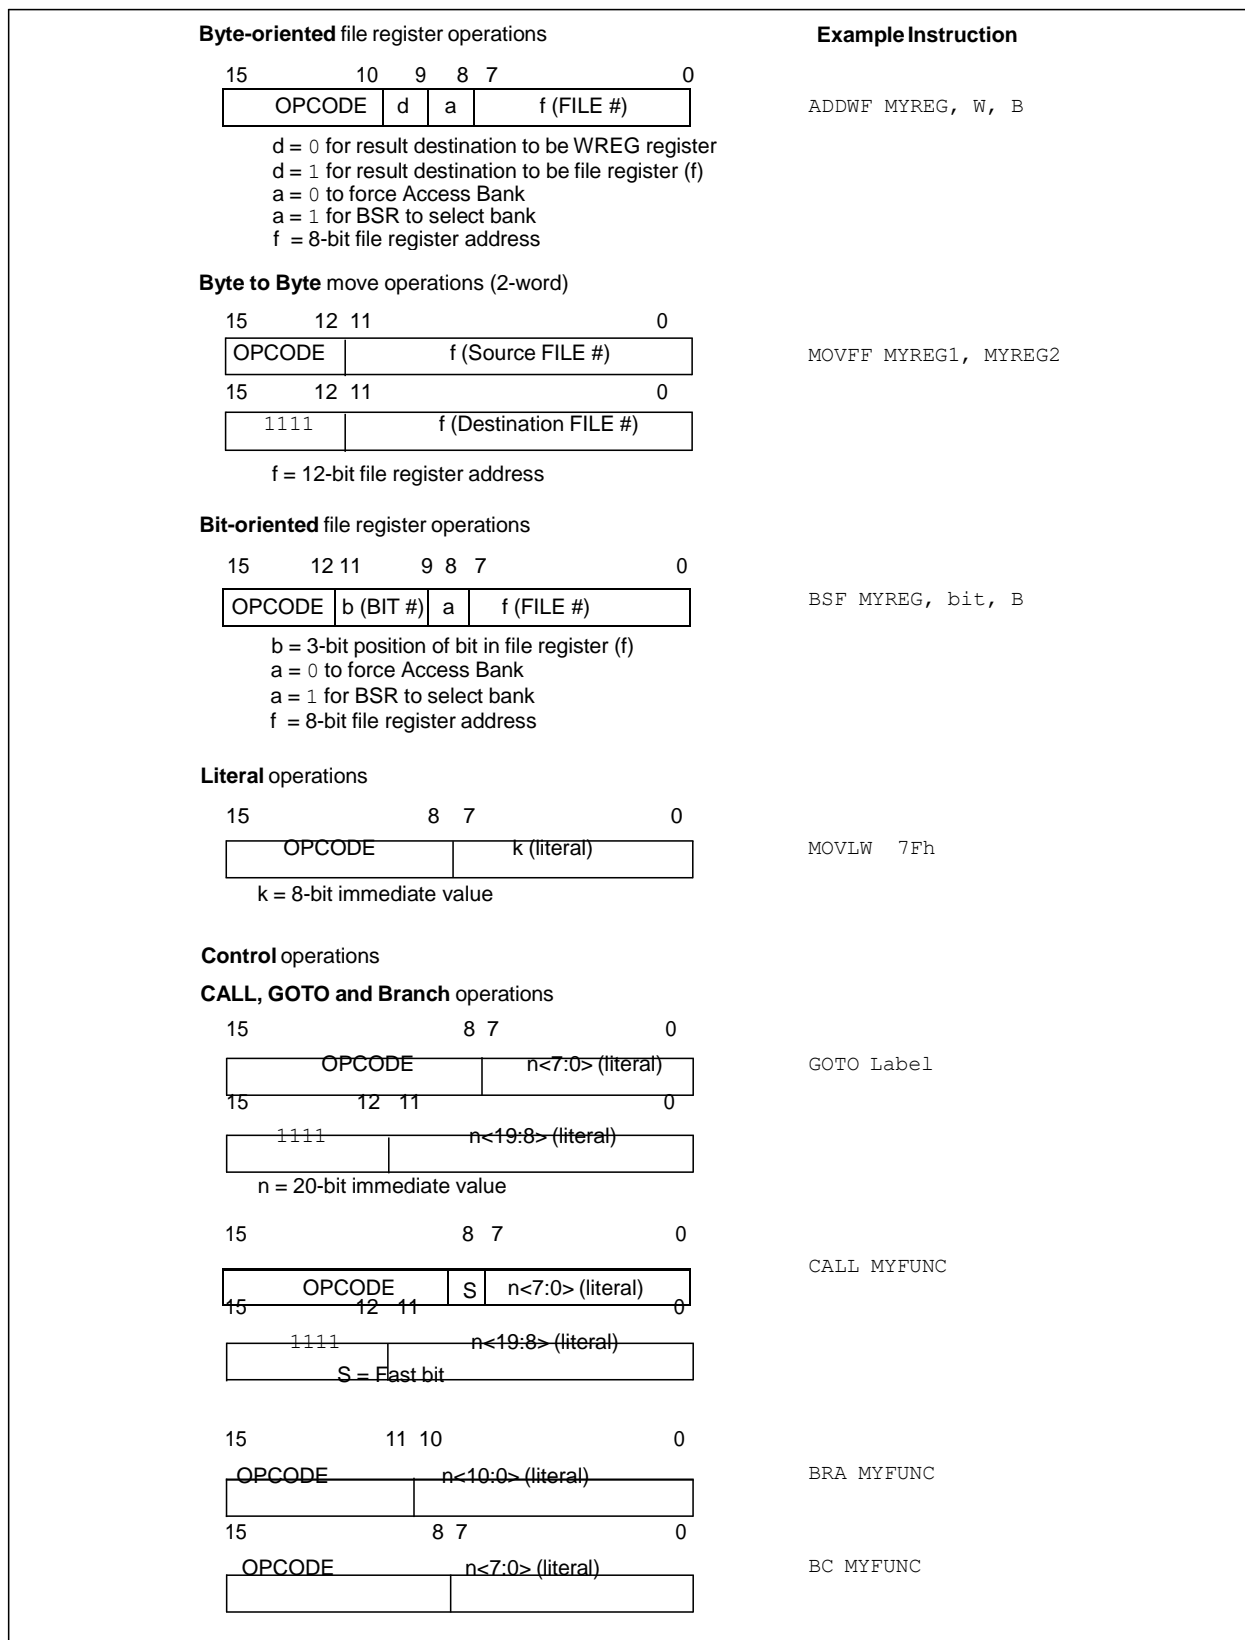 Byte-oriented file register operations
Example Instruction
15 10 9 8 7 0
OPCODE d a f (FILE #)
ADDWF MYREG, W, B
d = 0 for result destination to be WREG register
d = 1 for result destination to be file register (f)
a = 0 to force Access Bank
a = 1 for BSR to select bank
f = 8-bit file register address
Byte to Byte move operations (2-word)
15 12 11 0
OPCODE f (Source FILE #)
MOVFF MYREG1, MYREG2
15 12 11 0
1111 f (Destination FILE #)
f = 12-bit file register address
Bit-oriented file register operations
15 12 11 9 8 7 0
OPCODE b (BIT #) a f (FILE #)
BSF MYREG, bit, B
b = 3-bit position of bit in file register (f)
a = 0 to force Access Bank
a = 1 for BSR to select bank
f = 8-bit file register address
Literal operations
15 8 7 0
OPCODE k (literal)
MOVLW 7Fh
k = 8-bit immediate value
Control operations
CALL, GOTO and Branch operations
15 8 7 0
OPCODE n<7:0> (literal)
GOTO Label
15 12 11 0
1111 n<19:8> (literal)
n = 20-bit immediate value
15 8 7 0
CALL MYFUNC
OPCODE S n<7:0> (literal)
15 12 11 0
1111 n<19:8> (literal)
S = Fast bit
15 11 10 0
OPCODE n<10:0> (literal)
BRA MYFUNC
15 8 7 0
OPCODE n<7:0> (literal)
BC MYFUNC